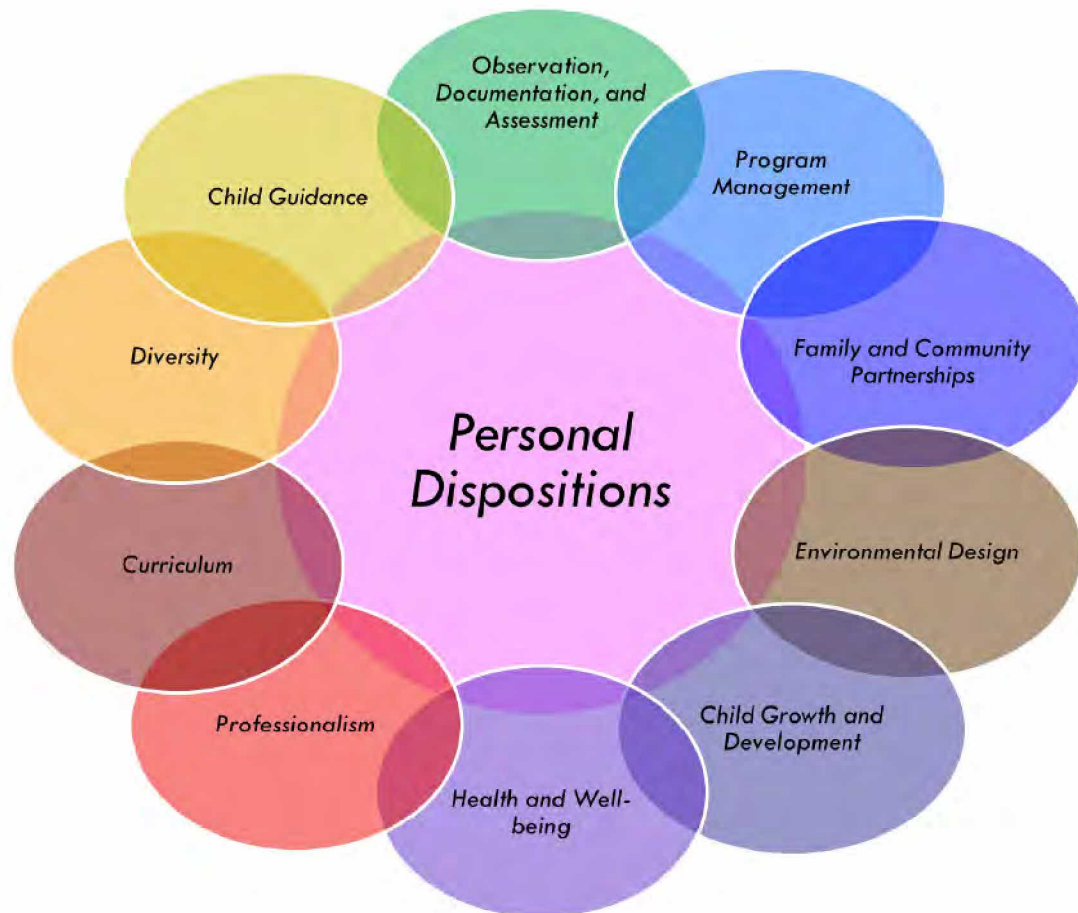 Observation,
Documentation, and
Assessment
Program
Management
Family and Community
Partnerships
Environmental Design
Child Growth and
Development
Health and Well-
being
Professionalism
Curriculum
Diversity
Child Guidance
Personal
Dispositions